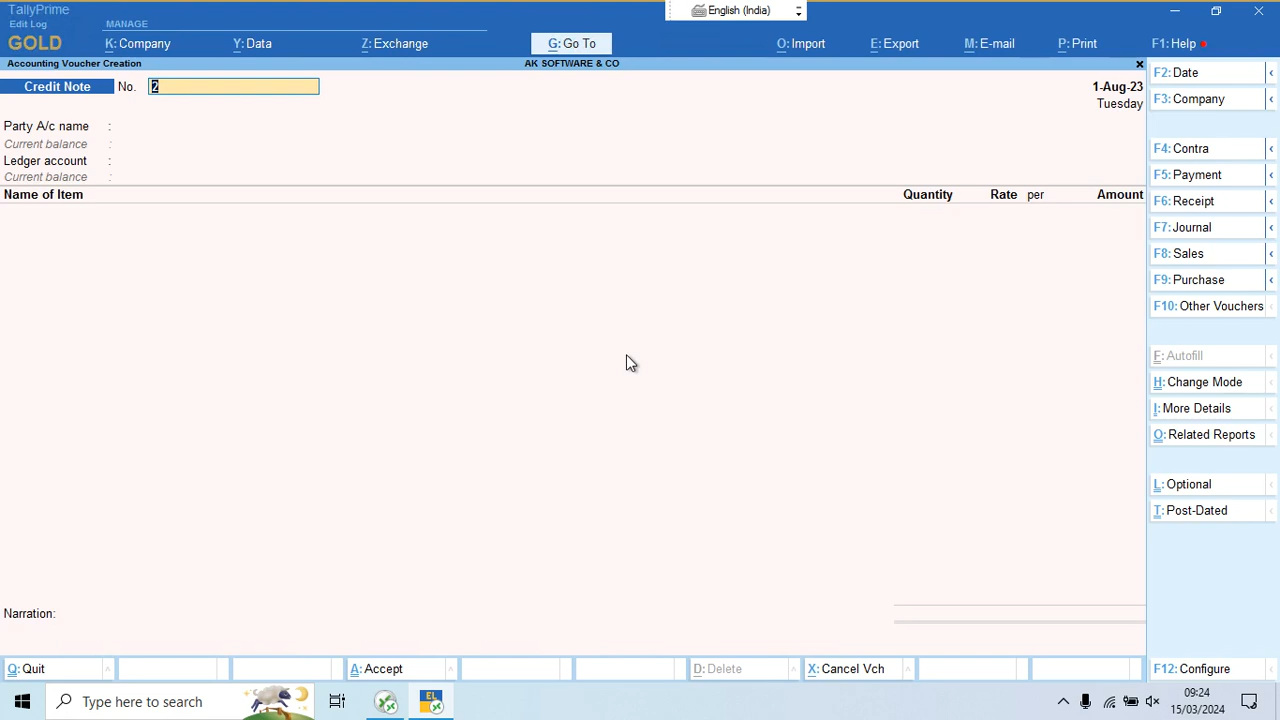 TallyPrime
English (India)
Edit Log
MANAGE
GOLD
K: Company
Y: Data
Z: Exchange
G: Go To
O: Import
E: Export
M: E-mail
P: Print
F1: Help
Accounting Voucher Creation
AK SOFTWARE & CO
Credit Note No. 2
1-Aug-23
Tuesday
Party A/c name :
Current balance :
Ledger account :
Current balance :
Name of Item Quantity Rate per Amount
Narration:
F2: Date
F3: Company
F4: Contra
F5: Payment
F6: Receipt
F7: Journal
F8: Sales
F9: Purchase
F10: Other Vouchers
F: Autofill
H: Change Mode
I: More Details
O: Related Reports
L: Optional
T: Post-Dated
Q: Quit
A: Accept
D: Delete
X: Cancel Vch
F12: Configure
Type here to search
EL
09:24
15/03/2024